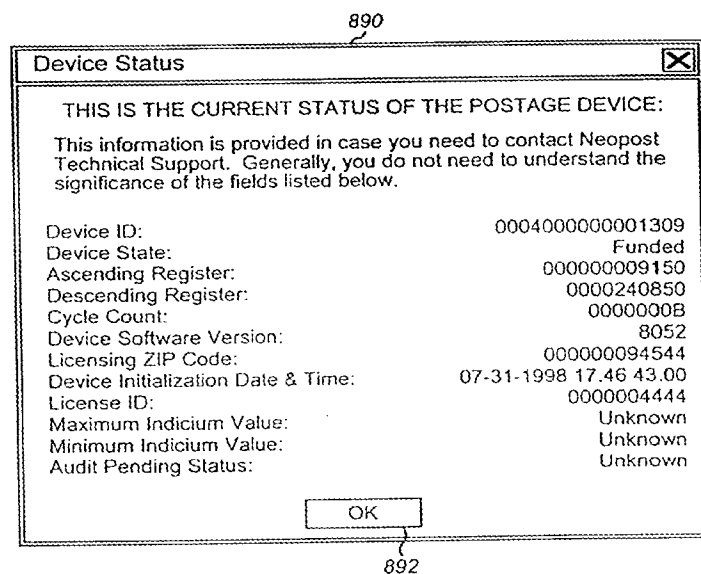 890
Device Status
THIS IS THE CURRENT STATUS OF THE POSTAGE DEVICE:
This information is provided in case you need to contact Neopost
Technical Support. Generally, you do not need to understand the
significance of the fields listed below.
Device ID: 0004000000001309
Device State: Funded
Ascending Register: 000000009150
Descending Register: 0000240850
Cycle Count: 0000000B
Device Software Version: 8052
Licensing ZIP Code: 000000094544
Device Initialization Date & Time: 07-31-1998 17.46 43.00
License ID: 0000004444
Maximum Indicium Value: Unknown
Minimum Indicium Value: Unknown
Audit Pending Status: Unknown
OK
892